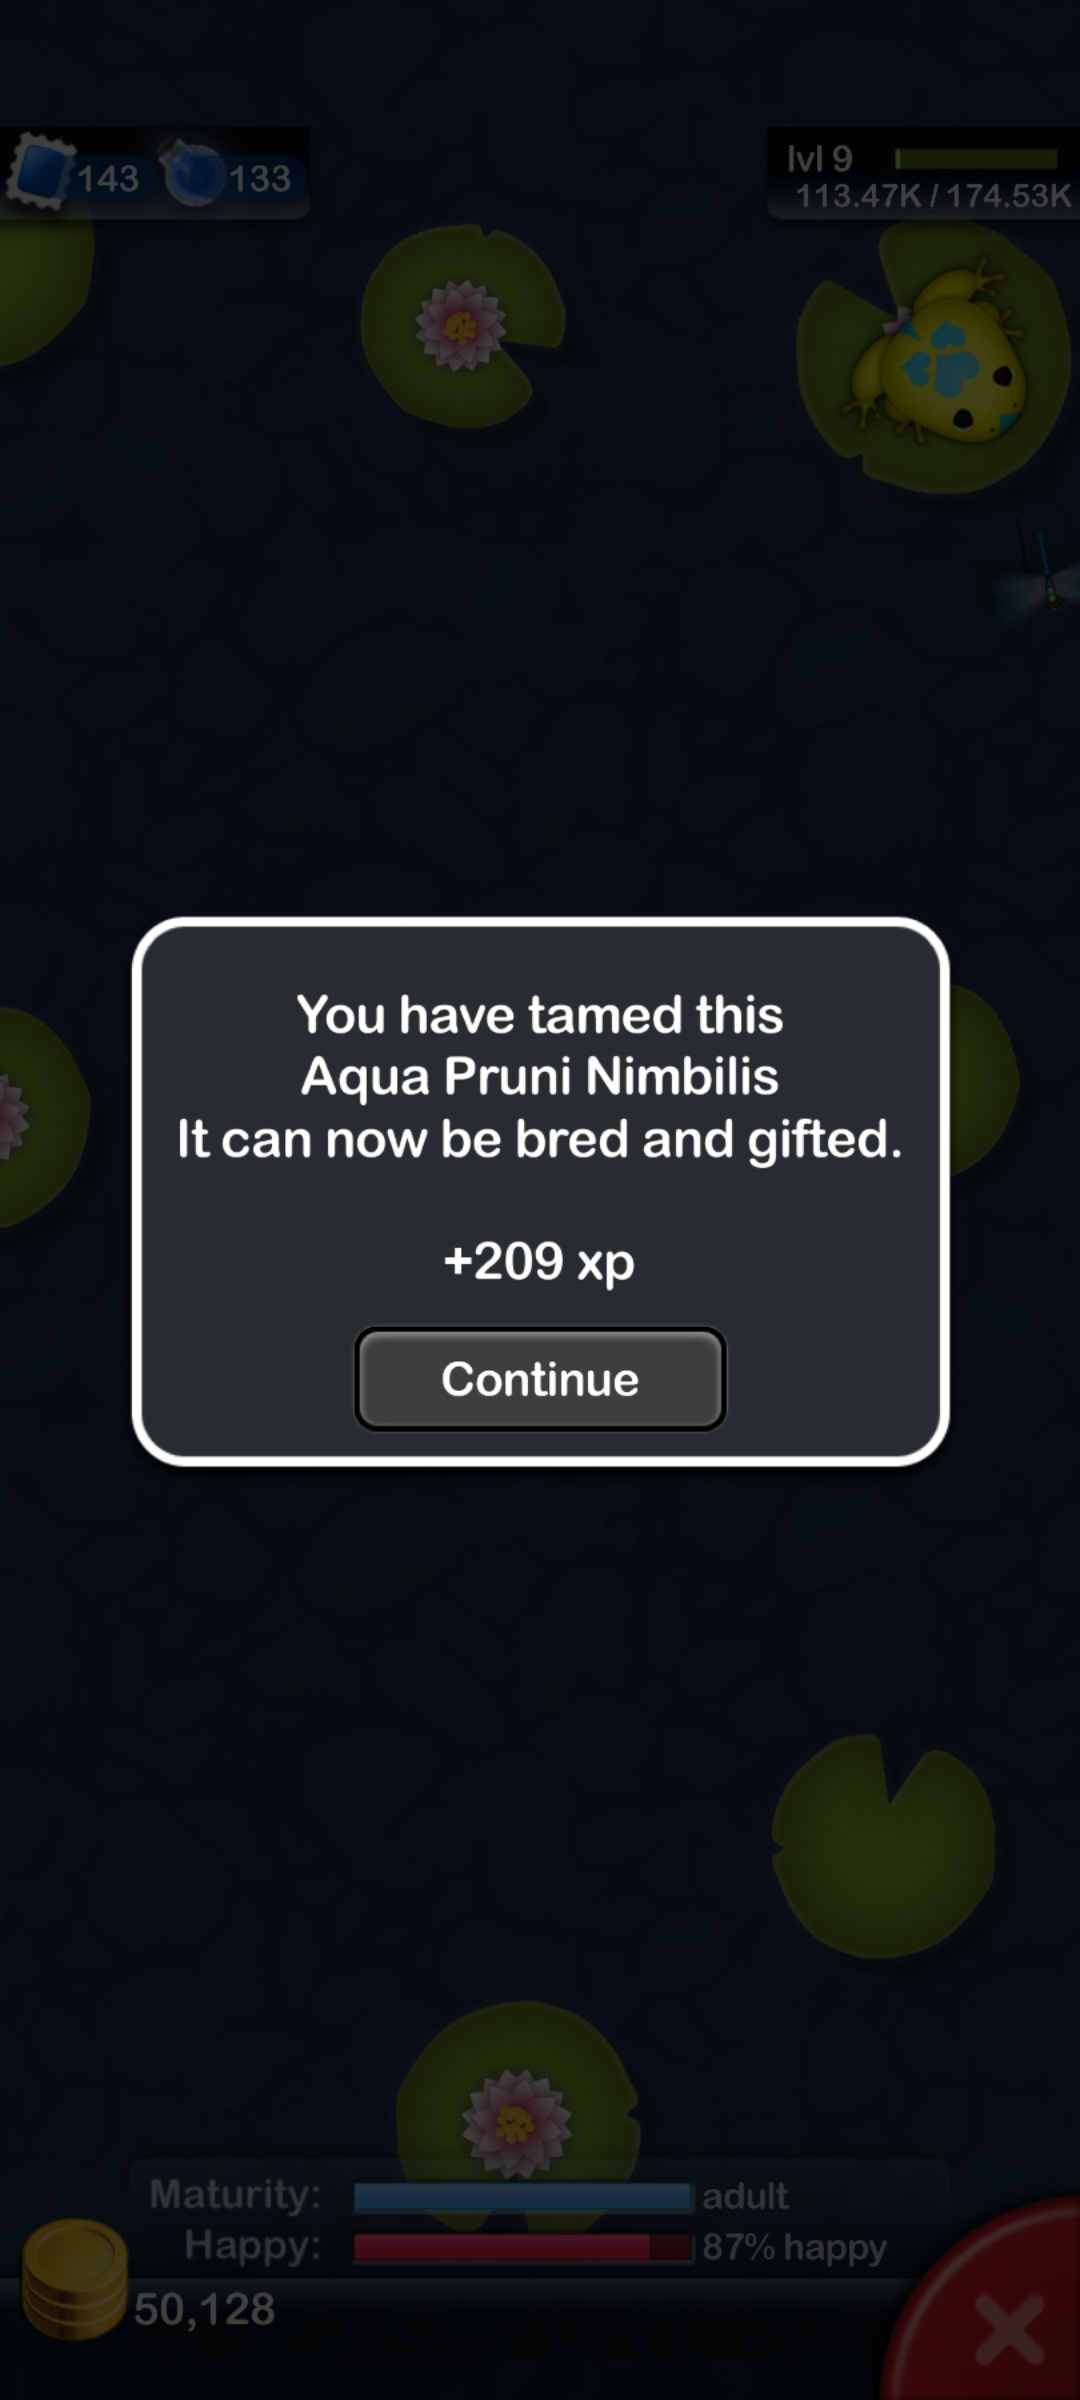 143
133
lvl 9
113.47K / 174.53K
You have tamed this
Aqua Pruni Nimbilis
It can now be bred and gifted.
+209 xp
Continue
Maturity: adult
Happy: 87% happy
50,128